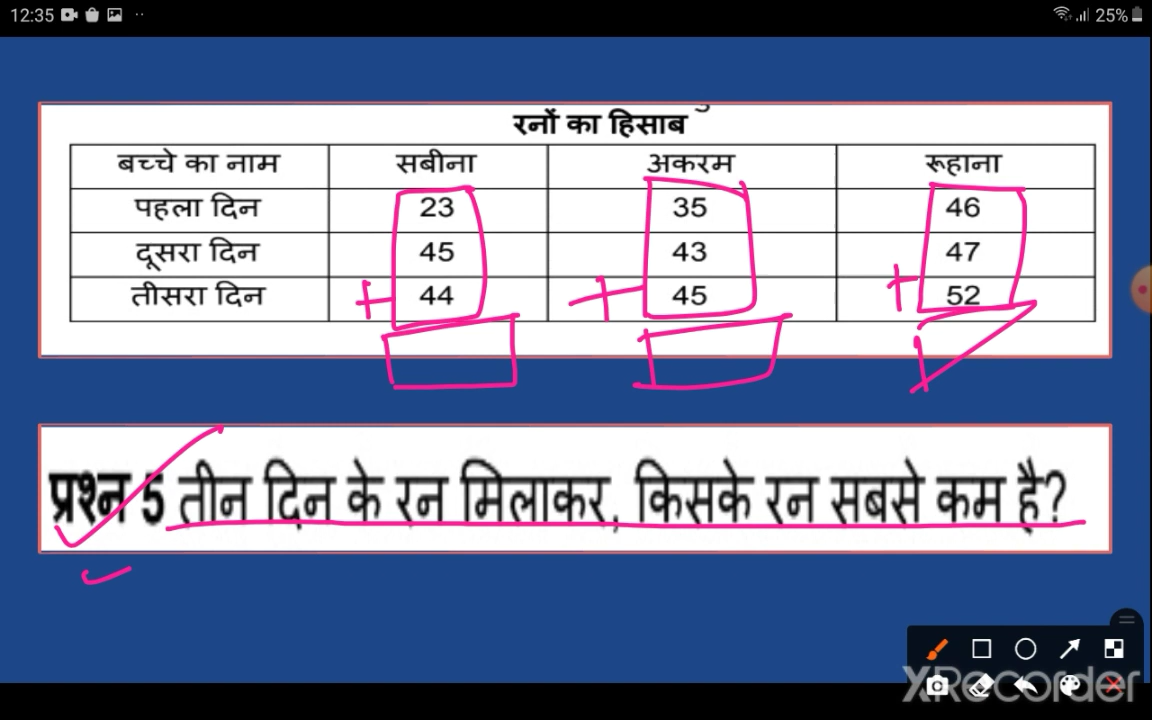 12:35 25%
रनों का हिसाब
बच्चे का नाम सबीना अकरम रूहाना
पहला दिन 23 35 46
दूसरा दिन 45 43 47
तीसरा दिन 44 45 52
प्रश्न 5 तीन दिन के रन मिलाकर, किसके रन सबसे कम है?
XRecorder